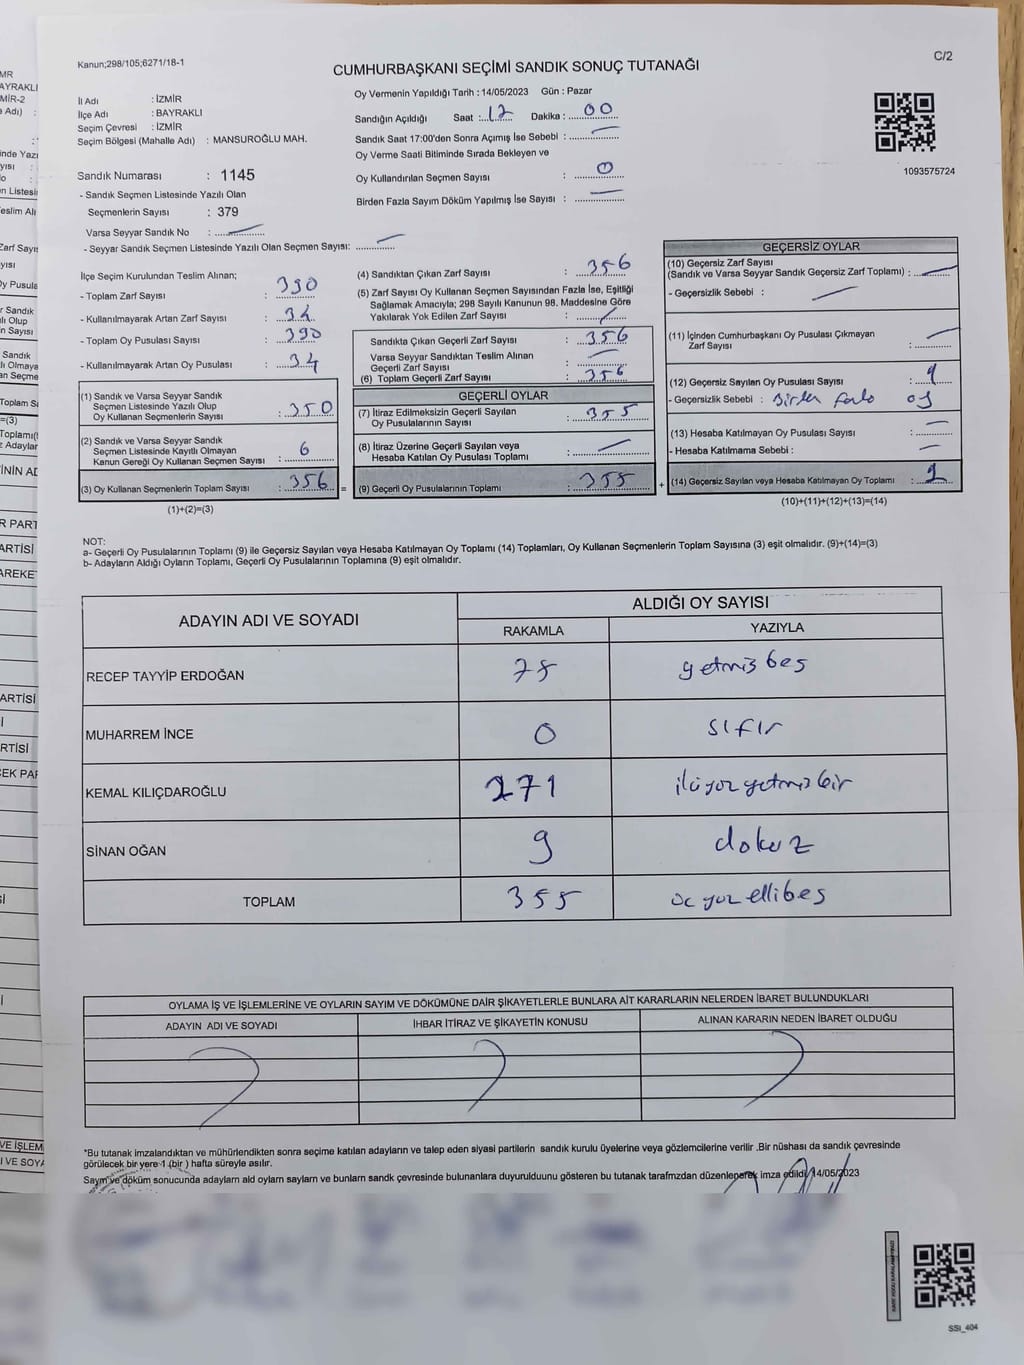 Kanun;298/105;6271/18-1
C/2
CUMHURBAŞKANI SEÇİMİ SANDIK SONUÇ TUTANAĞI
Oy Vermenin Yapıldığı Tarih : 14/05/2023 Gün : Pazar
İl Adı : İZMİR
İlçe Adı : BAYRAKLI
Seçim Çevresi : İZMİR
Seçim Bölgesi (Mahalle Adı) : MANSUROĞLU MAH.
Sandığın Açıldığı Saat : 17 Dakika : 00
Sandık Saat 17:00'den Sonra Açımış İse Sebebi :
Oy Verme Saati Bitiminde Sırada Bekleyen ve
Oy Kullandırılan Seçmen Sayısı : 0
Birden Fazla Sayım Döküm Yapılmış İse Sayısı :
1093575724
Sandık Numarası : 1145
- Sandık Seçmen Listesinde Yazılı Olan
Seçmenlerin Sayısı : 379
Varsa Seyyar Sandık No :
- Seyyar Sandık Seçmen Listesinde Yazılı Olan Seçmen Sayısı:
İlçe Seçim Kurulundan Teslim Alınan;
- Toplam Zarf Sayısı : 390
- Kullanılmayarak Artan Zarf Sayısı : 34
- Toplam Oy Pusulası Sayısı : 390
- Kullanılmayarak Artan Oy Pusulası : 34
(1) Sandık ve Varsa Seyyar Sandık
Seçmen Listesinde Yazılı Olup
Oy Kullanan Seçmenlerin Sayısı : 350
(2) Sandık ve Varsa Seyyar Sandık
Seçmen Listesinde Kayıtlı Olmayan
Kanun Gereği Oy Kullanan Seçmen Sayısı : 6
(3) Oy Kullanan Seçmenlerin Toplam Sayısı : 356 =
(1)+(2)=(3)
(4) Sandıktan Çıkan Zarf Sayısı : 356
(5) Zarf Sayısı Oy Kullanan Seçmen Sayısından Fazla İse, Eşitliği
Sağlamak Amacıyla; 298 Sayılı Kanunun 98. Maddesine Göre
Yakılarak Yok Edilen Zarf Sayısı :
Sandıkta Çıkan Geçerli Zarf Sayısı : 356
Varsa Seyyar Sandıktan Teslim Alınan
Geçerli Zarf Sayısı :
(6) Toplam Geçerli Zarf Sayısı : 356
GEÇERLİ OYLAR
(7) İtiraz Edilmeksizin Geçerli Sayılan
Oy Pusulalarının Sayısı : 355
(8) İtiraz Üzerine Geçerli Sayılan veya
Hesaba Katılan Oy Pusulası Toplamı :
(9) Geçerli Oy Pusulalarının Toplamı : 355 +
GEÇERSİZ OYLAR
(10) Geçersiz Zarf Sayısı
(Sandık ve Varsa Seyyar Sandık Geçersiz Zarf Toplamı) :
- Geçersizlik Sebebi :
(11) İçinden Cumhurbaşkanı Oy Pusulası Çıkmayan
Zarf Sayısı :
(12) Geçersiz Sayılan Oy Pusulası Sayısı : 1
- Geçersizlik Sebebi : Birden fazla oy
(13) Hesaba Katılmayan Oy Pusulası Sayısı :
- Hesaba Katılmama Sebebi :
(14) Geçersiz Sayılan veya Hesaba Katılmayan Oy Toplamı : 1
(10)+(11)+(12)+(13)=(14)
NOT:
a- Geçerli Oy Pusulalarının Toplamı (9) ile Geçersiz Sayılan veya Hesaba Katılmayan Oy Toplamı (14) Toplamları, Oy Kullanan Seçmenlerin Toplam Sayısına (3) eşit olmalıdır. (9)+(14)=(3)
b- Adayların Aldığı Oyların Toplamı, Geçerli Oy Pusulalarının Toplamına (9) eşit olmalıdır.
ADAYIN ADI VE SOYADI
ALDIĞI OY SAYISI
RAKAMLA YAZIYLA
RECEP TAYYİP ERDOĞAN 75 yetmiş beş
MUHARREM İNCE 0 sıfır
KEMAL KILIÇDAROĞLU 271 ikiyüz yetmiş bir
SİNAN OĞAN 9 dokuz
TOPLAM 355 üç yüz ellibeş
OYLAMA İŞ VE İŞLEMLERİNE VE OYLARIN SAYIM VE DÖKÜMÜNE DAİR ŞİKAYETLERLE BUNLARA AİT KARARLARIN NELERDEN İBARET BULUNDUKLARI
ADAYIN ADI VE SOYADI İHBAR İTİRAZ VE ŞİKAYETİN KONUSU ALINAN KARARIN NEDEN İBARET OLDUĞU
*Bu tutanak imzalandıktan ve mühürlendikten sonra seçime katılan adayların ve talep eden siyasi partilerin sandık kurulu üyelerine veya gözlemcilerine verilir .Bir nüshası da sandık çevresinde
görülecek bir yere 1 (bir ) hafta süreyle asılır.
Sayım ve döküm sonucunda adayların ald oyların sayların ve bunların sandk çevresinde bulunanlara duyurulduunu gösteren bu tutanak tarafmzdan düzenlenerek imza edildi. 14/05/2023
SSİ_404